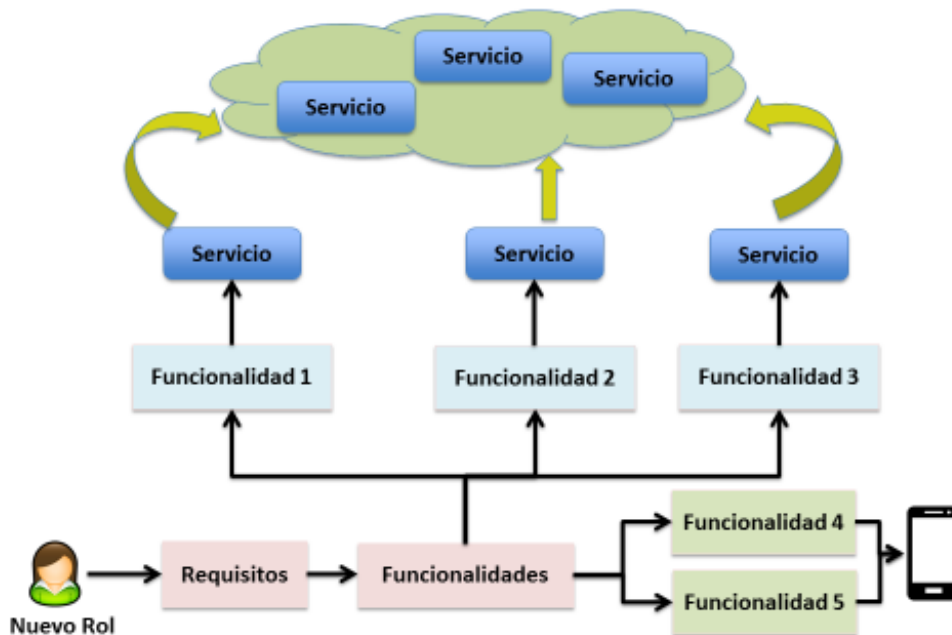 Servicio
Servicio
Servicio
Servicio
Servicio
Servicio
Funcionalidad 1
Funcionalidad 2
Funcionalidad 3
Funcionalidad 4
Requisitos
Funcionalidades
Funcionalidad 5
Nuevo Rol